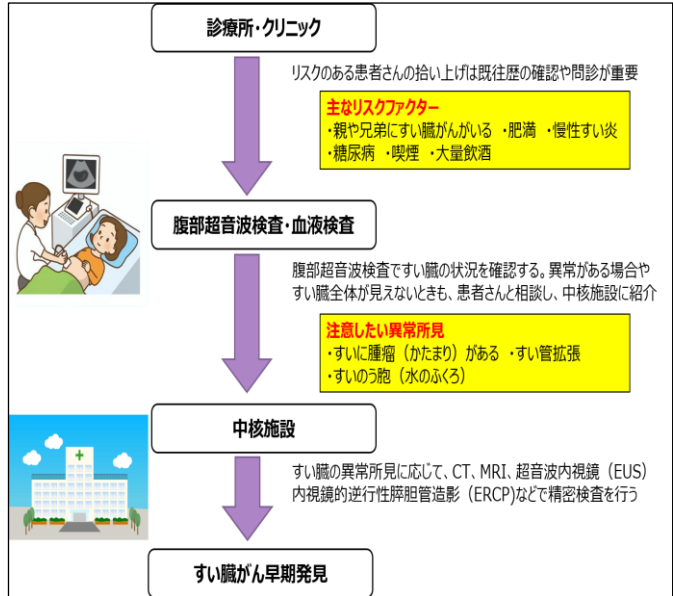 診療所・クリニック
リスクのある患者さんの拾い上げは既往歴の確認や問診が重要
主なリスクファクター
・親や兄弟にすい臓がんがいる ・肥満 ・慢性すい炎
・糖尿病 ・喫煙 ・大量飲酒
腹部超音波検査・血液検査
腹部超音波検査ですい臓の状況を確認する。異常がある場合や
すい臓全体が見えないときも、患者さんと相談し、中核施設に紹介
注意したい異常所見
・すいに腫瘤（かたまり）がある ・すい管拡張
・すいのう胞（水のふくろ）
中核施設
すい臓の異常所見に応じて、CT、MRI、超音波内視鏡（EUS）
内視鏡的逆行性膵胆管造影（ERCP)などで精密検査を行う
すい臓がん早期発見